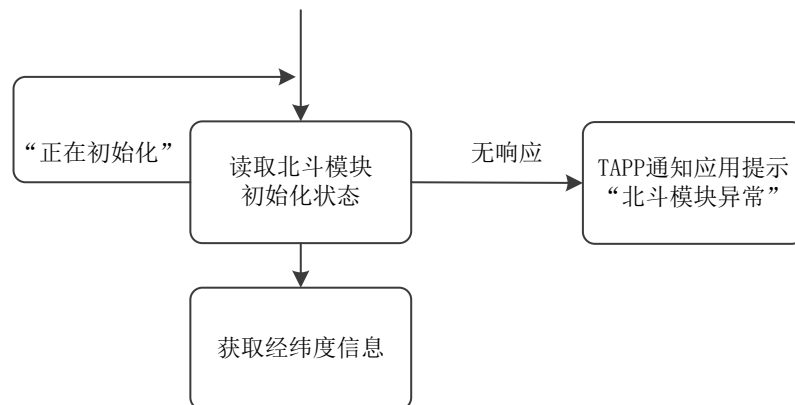 “正在初始化”
读取北斗模块
初始化状态
无响应
TAPP通知应用提示
“北斗模块异常”
获取经纬度信息